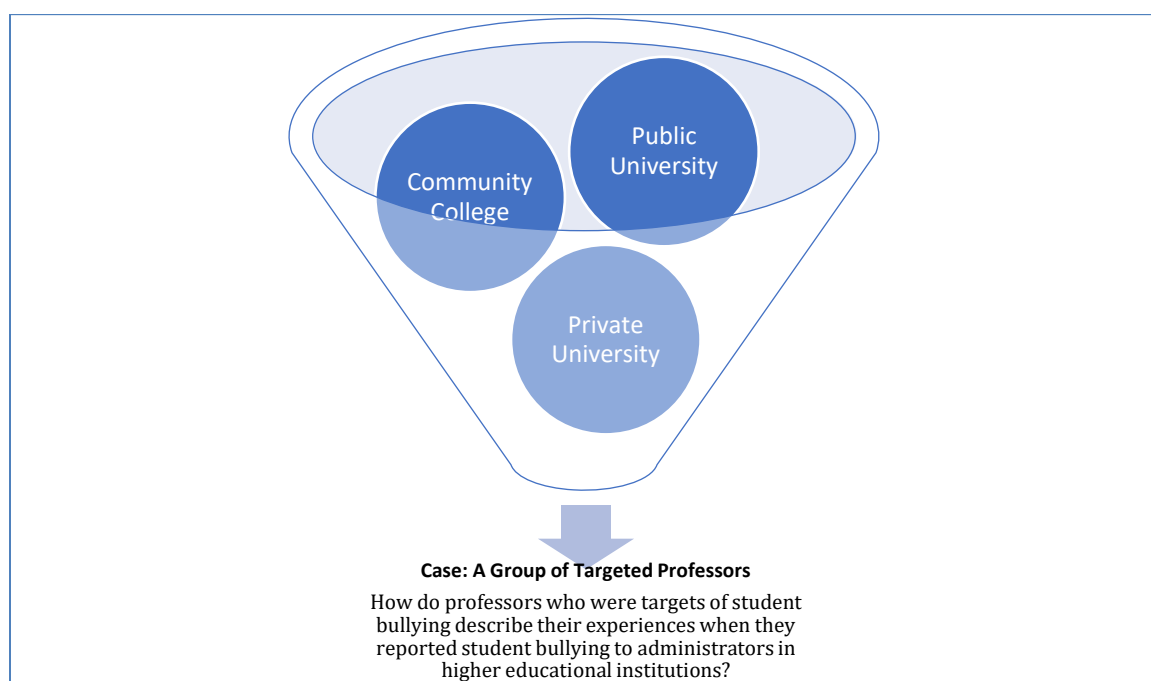 Public
University
Community
College
Private
University
Case: A Group of Targeted Professors
How do professors who were targets of student
bullying describe their experiences when they
reported student bullying to administrators in
higher educational institutions?